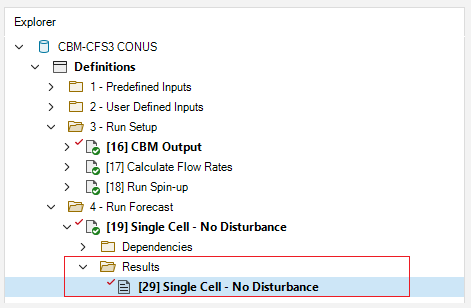 Explorer
CBM-CFS3 CONUS
Definitions
1 - Predefined Inputs
2 - User Defined Inputs
3 - Run Setup
[16] CBM Output
[17] Calculate Flow Rates
[18] Run Spin-up
4 - Run Forecast
[19] Single Cell - No Disturbance
Dependencies
Results
[29] Single Cell - No Disturbance